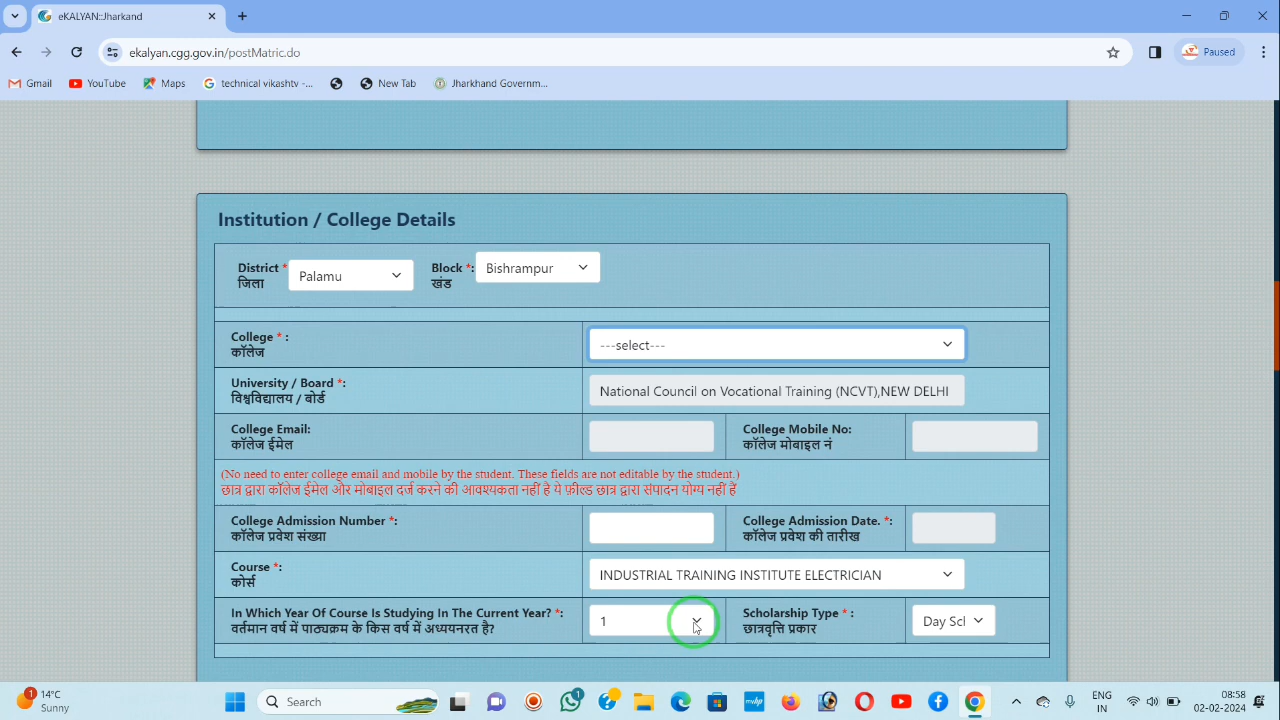 eKALYAN::Jharkhand
ekalyan.cgg.gov.in/postMatric.do
Paused
Gmail
YouTube
Maps
technical vikashtv -...
New Tab
Jharkhand Governm...
Institution / College Details
District *
जिला
Palamu
Block *:
खंड
Bishrampur
College * :
कॉलेज
---select---
University / Board *:
विश्वविद्यालय / बोर्ड
National Council on Vocational Training (NCVT),NEW DELHI
College Email:
कॉलेज ईमेल
College Mobile No:
कॉलेज मोबाइल नं
(No need to enter college email and mobile by the student. These fields are not editable by the student.)
छात्र द्वारा कॉलेज ईमेल और मोबाइल दर्ज करने की आवश्यकता नहीं है ये फ़ील्ड छात्र द्वारा संपादन योग्य नहीं हैं
College Admission Number *:
कॉलेज प्रवेश संख्या
College Admission Date. *:
कॉलेज प्रवेश की तारीख
Course *:
कोर्स
INDUSTRIAL TRAINING INSTITUTE ELECTRICIAN
In Which Year Of Course Is Studying In The Current Year? *:
वर्तमान वर्ष में पाठ्यक्रम के किस वर्ष में अध्ययनरत है?
1
Scholarship Type * :
छात्रवृत्ति प्रकार
Day Scl
1
14°C
Sunny
Search
1
ENG
IN
08:58
02-02-2024